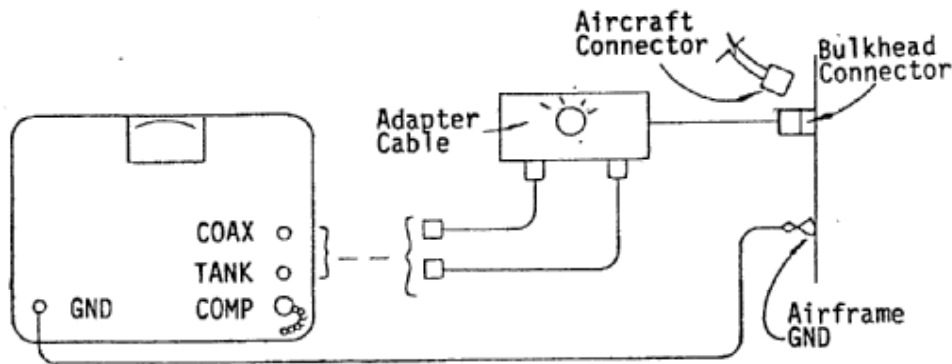 Aircraft
Connector
Bulkhead
Connector
Adapter
Cable
COAX
TANK
GND
COMP
Airframe
GND